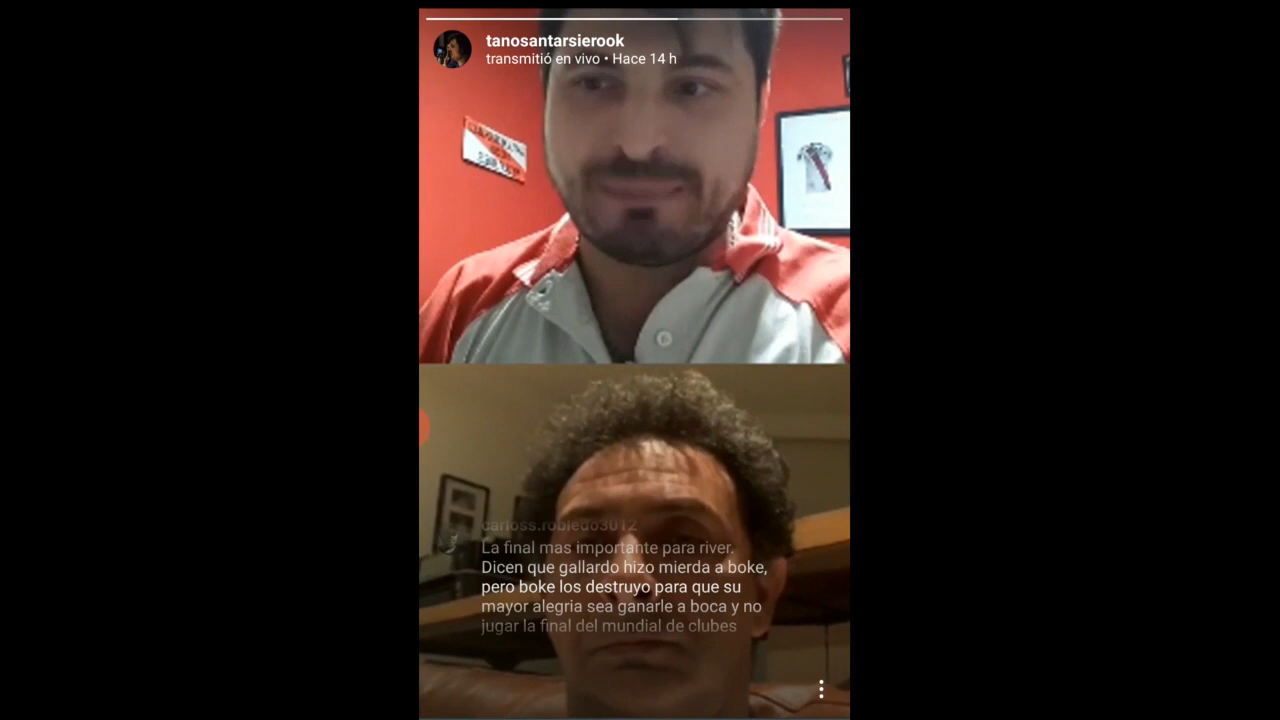 tanosantarsierook
transmitió en vivo • Hace 14 h
carloss.robledo3012
La final mas importante para river.
Dicen que gallardo hizo mierda a boke,
pero boke los destruyo para que su
mayor alegria sea ganarle a boca y no
jugar la final del mundial de clubes